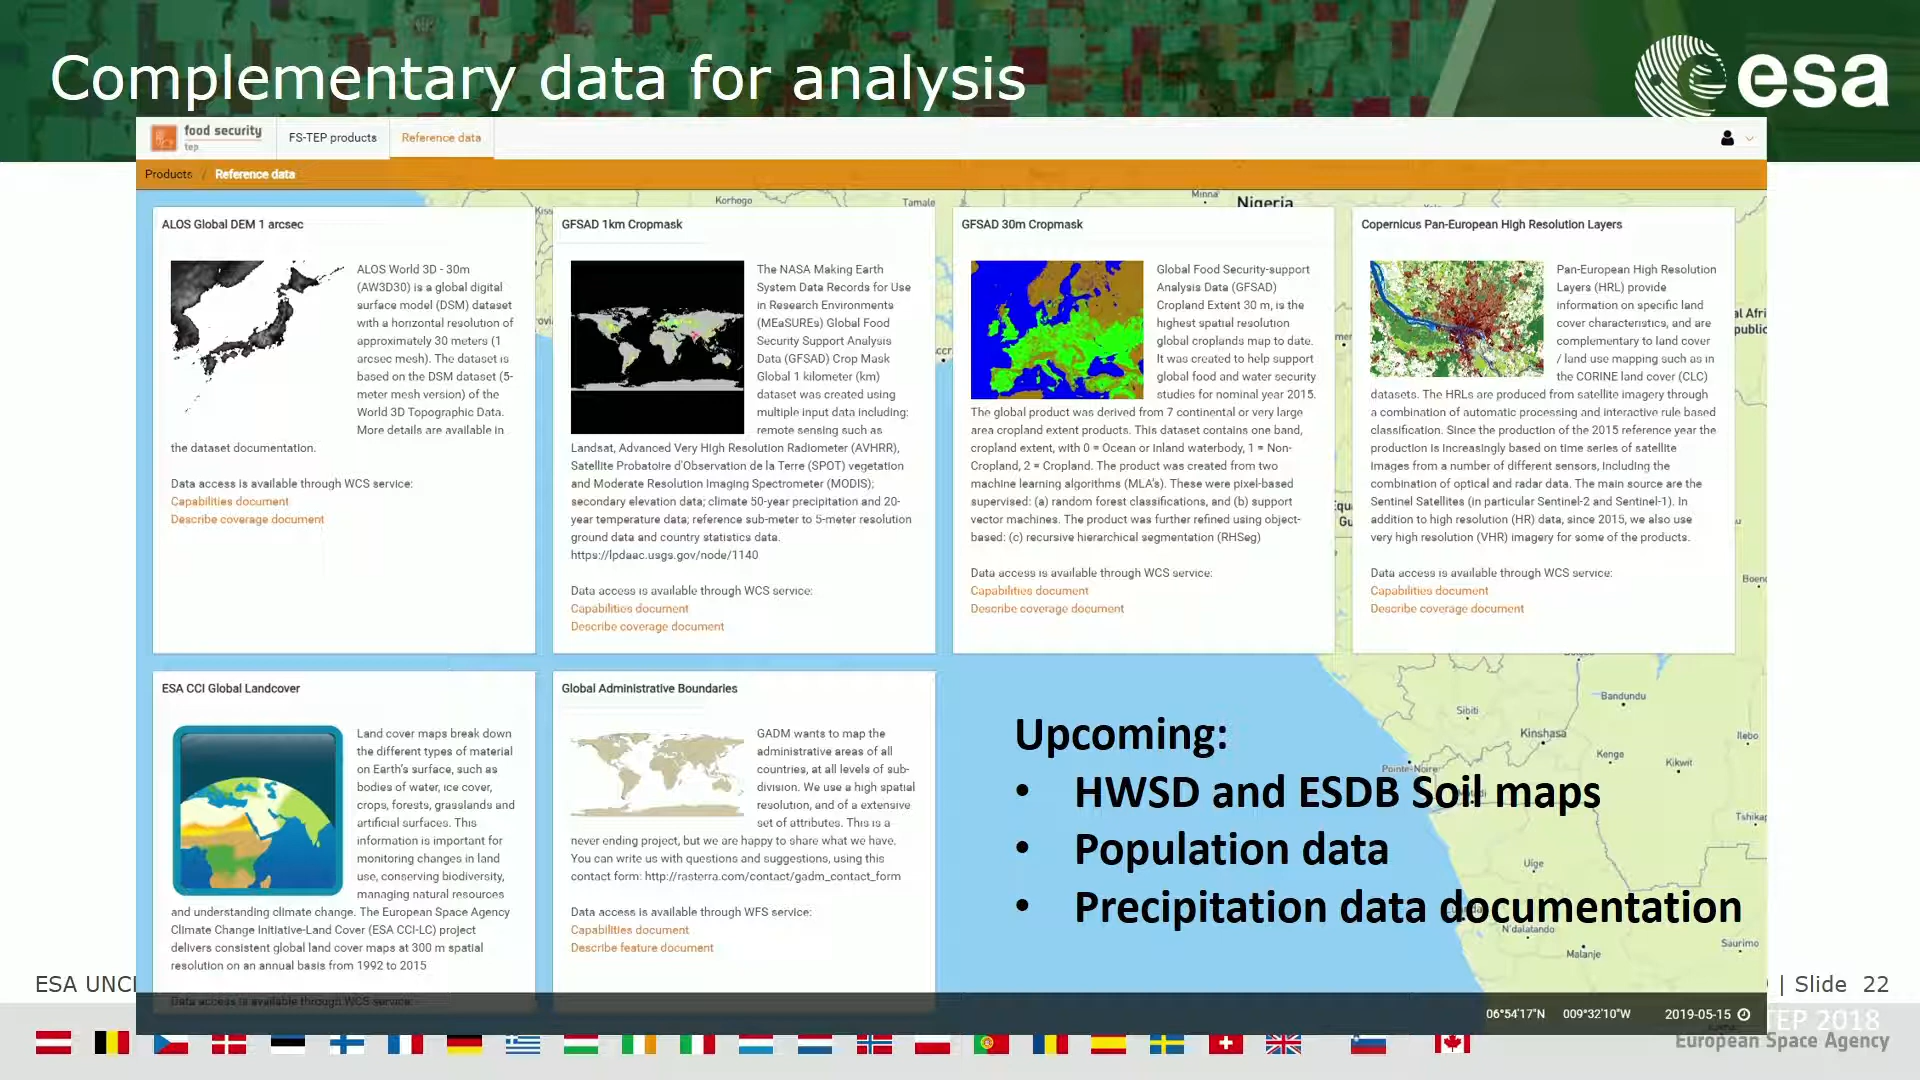 Complementary data for analysis
esa
food security
tep
FS-TEP products
Reference data
Products / Reference data
Korhogo
Tamale
Minna
Nigeria
ALOS Global DEM 1 arcsec
ALOS World 3D - 30m
(AW3D30) is a global digital
surface model (DSM) dataset
with a horizontal resolution of
approximately 30 meters (1
arcsec mesh). The dataset is
based on the DSM dataset (5-
meter mesh version) of the
World 3D Topographic Data.
More details are available in
the dataset documentation.
Data access is available through WCS service:
Capabilities document
Describe coverage document
GFSAD 1km Cropmask
The NASA Making Earth
System Data Records for Use
in Research Environments
(MEaSUREs) Global Food
Security Support Analysis
Data (GFSAD) Crop Mask
Global 1 kilometer (km)
dataset was created using
multiple input data including:
remote sensing such as
Landsat, Advanced Very High Resolution Radiometer (AVHRR),
Satellite Probatoire d'Observation de la Terre (SPOT) vegetation
and Moderate Resolution Imaging Spectrometer (MODIS);
secondary elevation data; climate 50-year precipitation and 20-
year temperature data; reference sub-meter to 5-meter resolution
ground data and country statistics data.
https://lpdaac.usgs.gov/node/1140
Data access is available through WCS service:
Capabilities document
Describe coverage document
GFSAD 30m Cropmask
Global Food Security-support
Analysis Data (GFSAD)
Cropland Extent 30 m, is the
highest spatial resolution
global croplands map to date.
It was created to help support
global food and water security
studies for nominal year 2015.
The global product was derived from 7 continental or very large
area cropland extent products. This dataset contains one band,
cropland extent, with 0 = Ocean or Inland waterbody, 1 = Non-
Cropland, 2 = Cropland. The product was created from two
machine learning algorithms (MLA's). These were pixel-based
supervised: (a) random forest classifications, and (b) support
vector machines. The product was further refined using object-
based: (c) recursive hierarchical segmentation (RHSeg)
Data access is available through WCS service:
Capabilities document
Describe coverage document
Copernicus Pan-European High Resolution Layers
Pan-European High Resolution
Layers (HRL) provide
information on specific land
cover characteristics, and are
complementary to land cover
/ land use mapping such as in
the CORINE land cover (CLC)
datasets. The HRLs are produced from satellite imagery through
a combination of automatic processing and interactive rule based
classification. Since the production of the 2015 reference year the
production is increasingly based on time series of satellite
images from a number of different sensors, including the
combination of optical and radar data. The main source are the
Sentinel Satellites (in particular Sentinel-2 and Sentinel-1). In
addition to high resolution (HR) data, since 2015, we also use
very high resolution (VHR) imagery for some of the products.
Data access is available through WCS service:
Capabilities document
Describe coverage document
ESA CCI Global Landcover
Land cover maps break down
the different types of material
on Earth's surface, such as
bodies of water, ice cover,
crops, forests, grasslands and
artificial surfaces. This
information is important for
monitoring changes in land
use, conserving biodiversity,
managing natural resources
and understanding climate change. The European Space Agency
Climate Change Initiative-Land Cover (ESA CCI-LC) project
delivers consistent global land cover maps at 300 m spatial
resolution on an annual basis from 1992 to 2015
Data access is available through WCS service:
Global Administrative Boundaries
GADM wants to map the
administrative areas of all
countries, at all levels of sub-
division. We use a high spatial
resolution, and of a extensive
set of attributes. This is a
never ending project, but we are happy to share what we have.
You can write us with questions and suggestions, using this
contact form: http://rasterra.com/contact/gadm_contact_form
Data access is available through WFS service:
Capabilities document
Describe feature document
Upcoming:
• HWSD and ESDB Soil maps
• Population data
• Precipitation data documentation
Bandundu
Sibiti
Kinshasa
Ilebo
Pointe-Noire
Kenge
Kikwit
Uíge
N'dalatando
Malanje
Saurimo
06°54'17"N 009°32'10"W 2019-05-15
ESA UNCL
| Slide 22
TEP 2018
European Space Agency